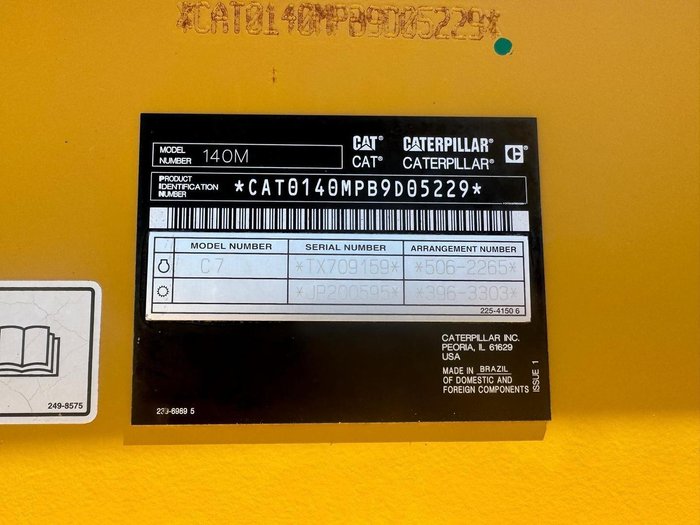 *CAT0140MPB9D05229*
MODEL NUMBER 140M
CAT® CATERPILLAR®
CAT® CATERPILLAR®
PRODUCT IDENTIFICATION NUMBER *CAT0140MPB9D05229*
MODEL NUMBER SERIAL NUMBER ARRANGEMENT NUMBER
C7 *TX709159* *506-2265*
*JP200595* *396-3303*
225-4150 6
CATERPILLAR INC.
PEORIA, IL 61629
USA
MADE IN BRAZIL
OF DOMESTIC AND
FOREIGN COMPONENTS
ISSUE 1
249-8575